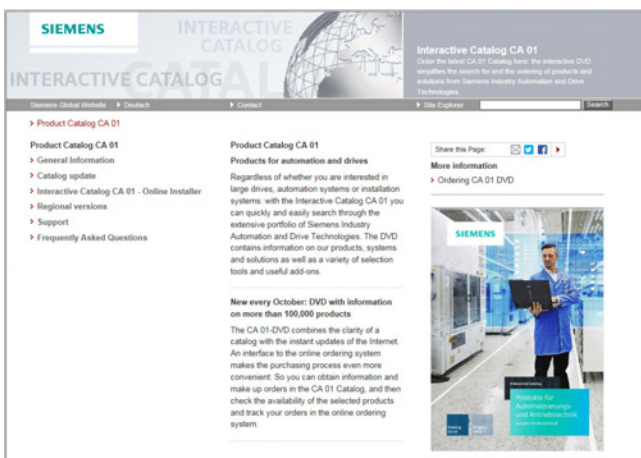 SIEMENS
INTERACTIVE
CATALOG
INTERACTIVE CATALOG
CATAL
Interactive Catalog CA 01
Order the latest CA 01 Catalog here: the interactive DVD
simplifies the search for and the ordering of products and
solutions from Siemens Industry Automation and Drive
Technologies.
Siemens Global Website Deutsch Contact Site Explorer Search
Product Catalog CA 01
Product Catalog CA 01
General Information
Catalog update
Interactive Catalog CA 01 - Online Installer
Regional versions
Support
Frequently Asked Questions
Product Catalog CA 01
Products for automation and drives
Regardless of whether you are interested in
large drives, automation systems or installation
systems: with the Interactive Catalog CA 01 you
can quickly and easily search through the
extensive portfolio of Siemens Industry
Automation and Drive Technologies. The DVD
contains information on our products, systems
and solutions as well as a variety of selection
tools and useful add-ons.
New every October: DVD with information
on more than 100,000 products
The CA 01-DVD combines the clarity of a
catalog with the instant updates of the Internet.
An interface to the online ordering system
makes the purchasing process even more
convenient: So you can obtain information and
make up orders in the CA 01 Catalog, and then
check the availability of the selected products
and track your orders in the online ordering
system.
Share this Page:
More information
Ordering CA 01 DVD
SIEMENS
Produkte für
Automatisierungs-
und Antriebstechnik